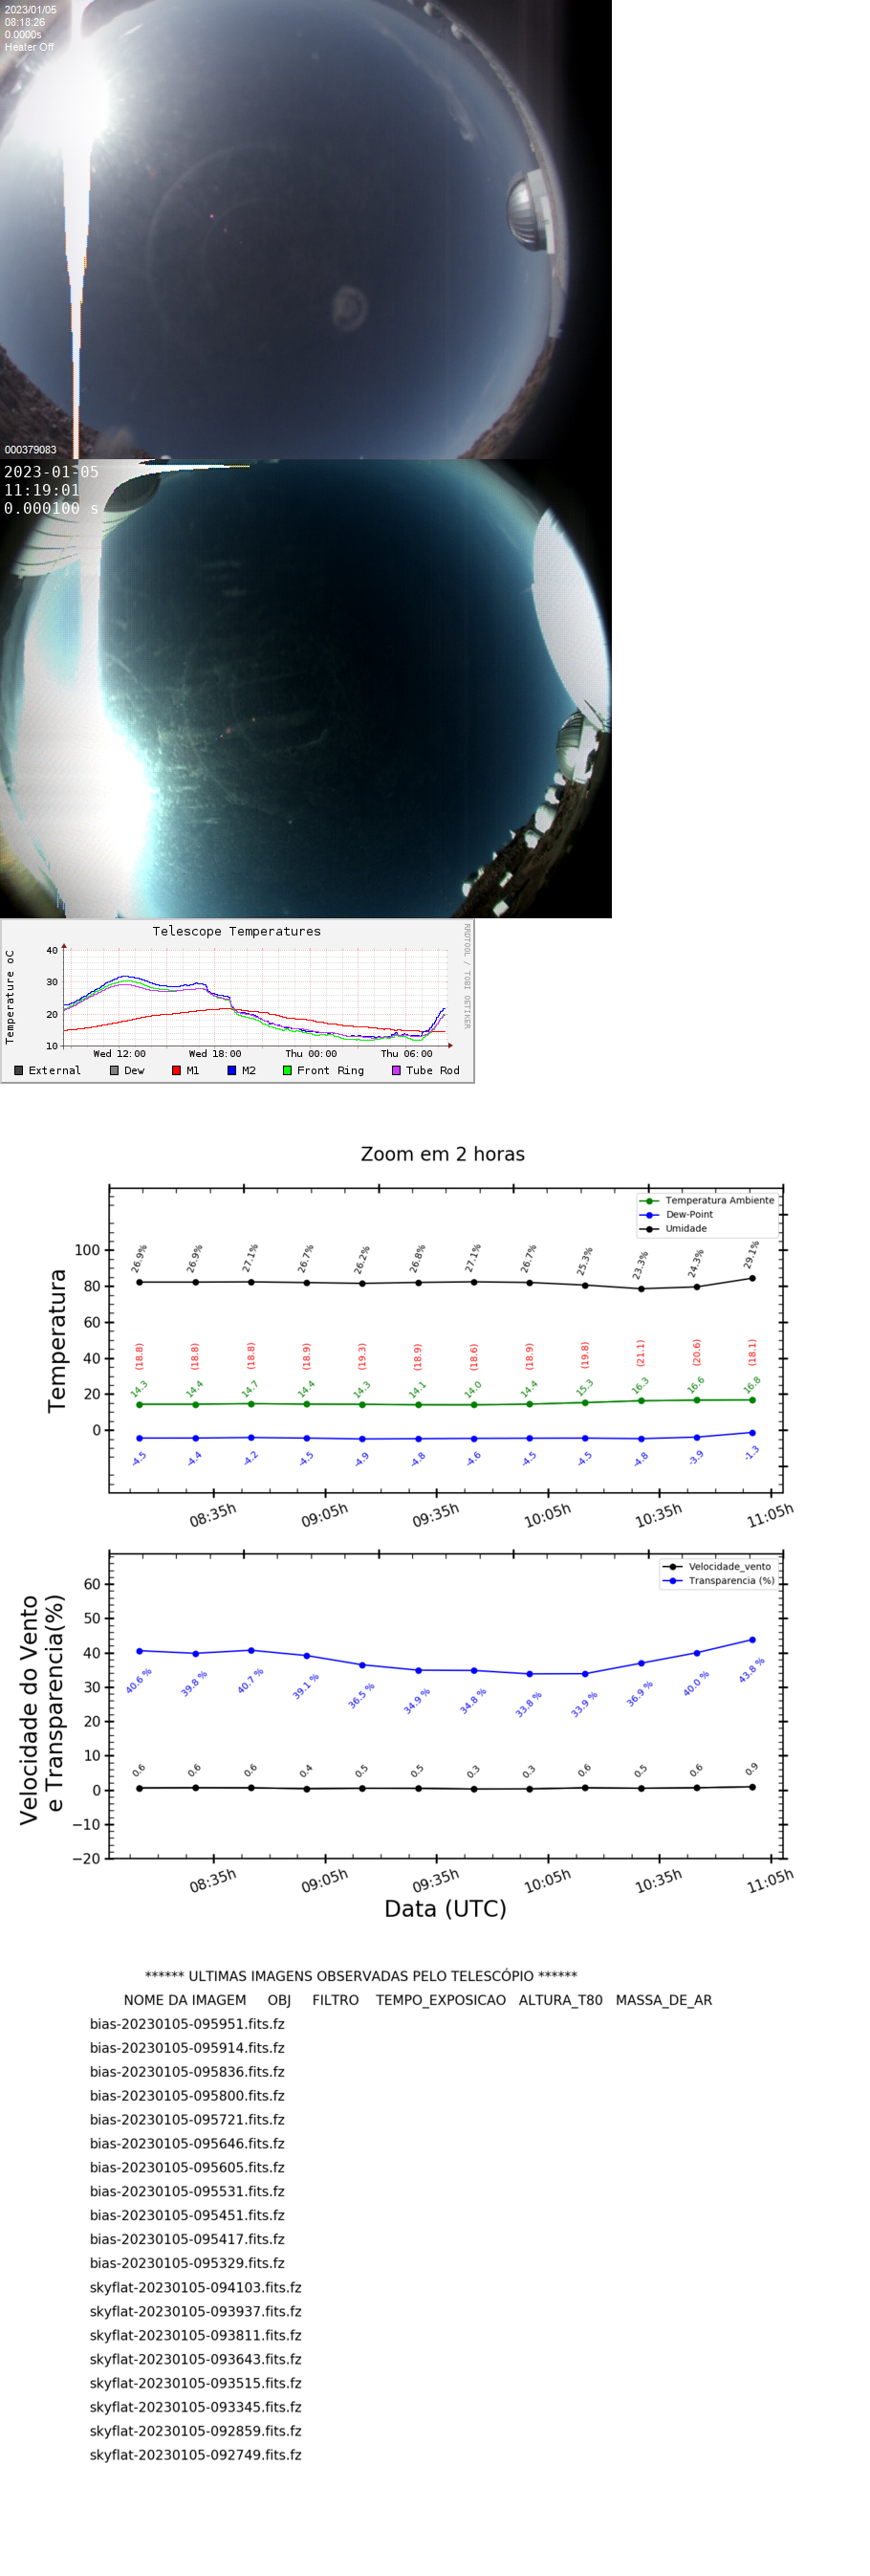 2023/01/05
08:18:26
0.0000s
Heater Off
000379083
2023-01-05
11:19:01
0.000100 s
Telescope Temperatures
RRDTOOL / TOBI OETIKER
Temperature oC
40
30
20
10
Wed 12:00 Wed 18:00 Thu 00:00 Thu 06:00
External Dew M1 M2 Front Ring Tube Rod
Zoom em 2 horas
Temperatura Ambiente
Dew-Point
Umidade
Temperatura
100
80
60
40
20
0
26.9% 26.9% 27.1% 26.7% 26.2% 26.8% 27.1% 26.7% 25.3% 23.3% 24.3% 29.1%
(18.8) (18.8) (18.8) (18.9) (19.3) (18.9) (18.6) (18.9) (19.8) (21.1) (20.6) (18.1)
14.3 14.4 14.7 14.4 14.3 14.1 14.0 14.4 15.3 16.3 16.6 16.8
-4.5 -4.4 -4.2 -4.5 -4.9 -4.8 -4.6 -4.5 -4.5 -4.8 -3.9 -1.3
08:35h 09:05h 09:35h 10:05h 10:35h 11:05h
Velocidade_vento
Transparencia (%)
Velocidade do Vento
e Transparencia(%)
60
50
40
30
20
10
0
−10
−20
40.6 % 39.8 % 40.7 % 39.1 % 36.5 % 34.9 % 34.8 % 33.8 % 33.9 % 36.9 % 40.0 % 43.8 %
0.6 0.6 0.6 0.4 0.5 0.5 0.3 0.3 0.6 0.5 0.6 0.9
08:35h 09:05h 09:35h 10:05h 10:35h 11:05h
Data (UTC)
****** ULTIMAS IMAGENS OBSERVADAS PELO TELESCÓPIO ******
NOME DA IMAGEM OBJ FILTRO TEMPO_EXPOSICAO ALTURA_T80 MASSA_DE_AR
bias-20230105-095951.fits.fz
bias-20230105-095914.fits.fz
bias-20230105-095836.fits.fz
bias-20230105-095800.fits.fz
bias-20230105-095721.fits.fz
bias-20230105-095646.fits.fz
bias-20230105-095605.fits.fz
bias-20230105-095531.fits.fz
bias-20230105-095451.fits.fz
bias-20230105-095417.fits.fz
bias-20230105-095329.fits.fz
skyflat-20230105-094103.fits.fz
skyflat-20230105-093937.fits.fz
skyflat-20230105-093811.fits.fz
skyflat-20230105-093643.fits.fz
skyflat-20230105-093515.fits.fz
skyflat-20230105-093345.fits.fz
skyflat-20230105-092859.fits.fz
skyflat-20230105-092749.fits.fz